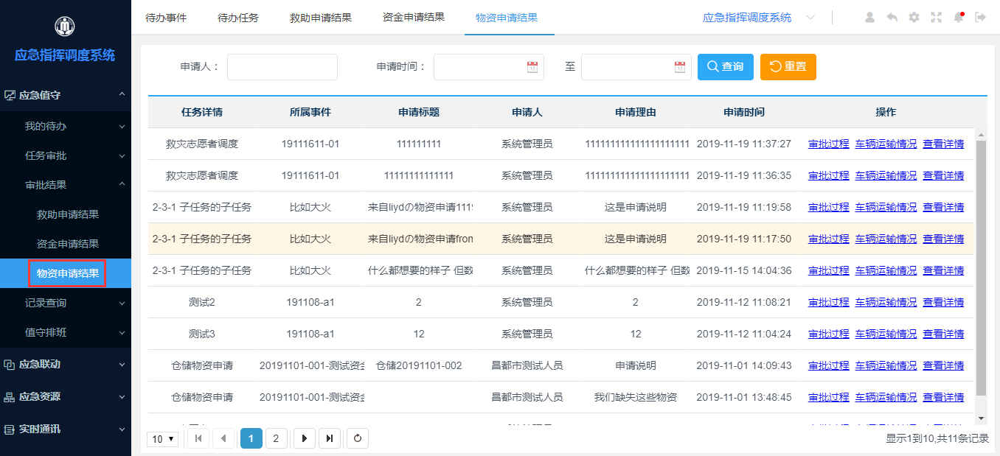 应急指挥调度系统
应急值守
我的待办
任务审批
审批结果
救助申请结果
资金申请结果
物资申请结果
记录查询
值守排班
应急联动
应急资源
实时通讯
待办事件 待办任务 救助申请结果 资金申请结果 物资申请结果 应急指挥调度系统
申请人： 申请时间： 至 查询 重置
任务详情 所属事件 申请标题 申请人 申请理由 申请时间 操作
救灾志愿者调度 19111611-01 111111111 系统管理员 2019-11-19 11:37:27 审批过程 车辆运输情况 查看详情
救灾志愿者调度 19111611-01 11111111111111 系统管理员 2019-11-19 11:36:35 审批过程 车辆运输情况 查看详情
2-3-1 子任务的子任务 比如大火 来自liydの物资申请111 系统管理员 这是申请说明 2019-11-19 11:19:58 审批过程 车辆运输情况 查看详情
2-3-1 子任务的子任务 比如大火 来自liydの物资申请fron 系统管理员 这是申请说明 2019-11-19 11:17:50 审批过程 车辆运输情况 查看详情
2-3-1 子任务的子任务 比如大火 什么都想要的样子 但数 系统管理员 什么都想要的样子 但数 2019-11-15 14:04:36 审批过程 车辆运输情况 查看详情
测试2 191108-a1 2 系统管理员 2 2019-11-12 11:08:21 审批过程 车辆运输情况 查看详情
测试3 191108-a1 12 系统管理员 12 2019-11-12 11:04:24 审批过程 车辆运输情况 查看详情
仓储物资申请 20191101-001-测试资 仓储20191101-002 昌都市测试人员 申请说明 2019-11-01 14:09:43 审批过程 车辆运输情况 查看详情
仓储物资申请 20191101-001-测试资 昌都市测试人员 我们缺失这些物资 2019-11-01 13:48:45 审批过程 车辆运输情况 查看详情
10 1 2 显示1到10,共11条记录